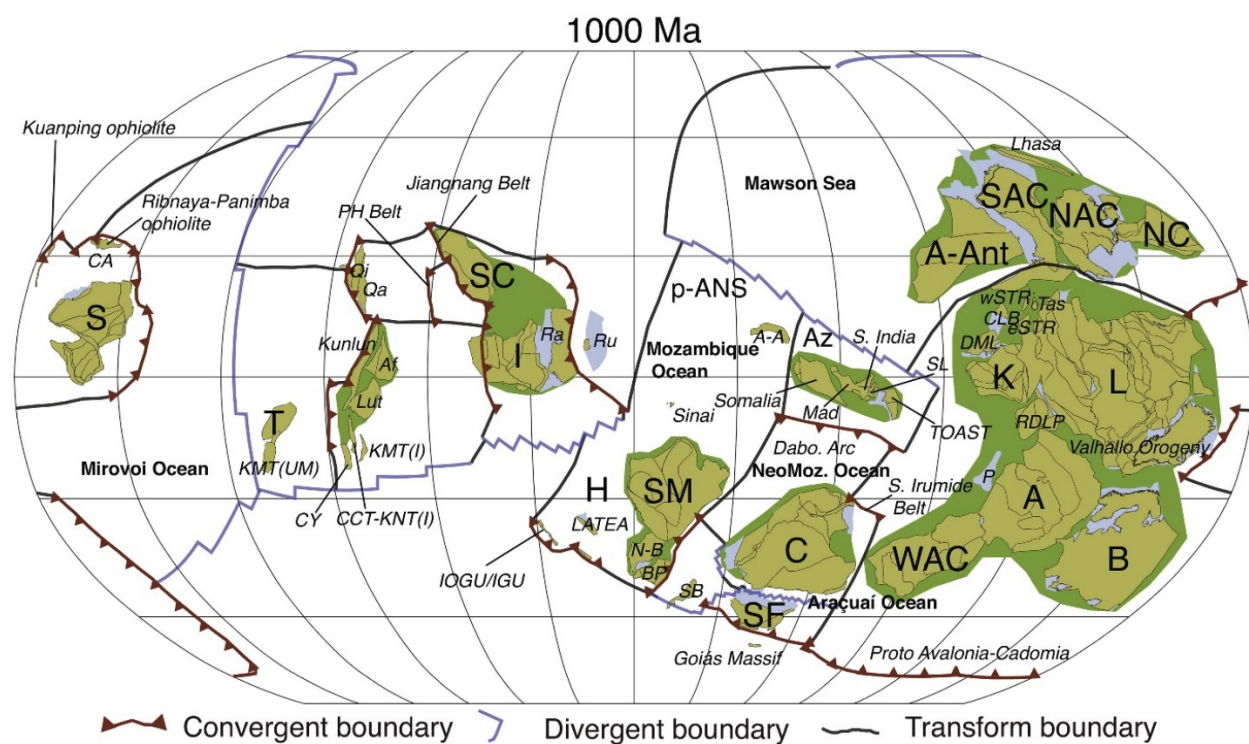 1000 Ma
Kuanping ophiolite
Ribnaya-Panimba
ophiolite
CA
S
Jiangnang Belt
PH Belt
Qi
Qa
SC
Kunlun
Af
Lut
I
Ra
Ru
T
KMT(UM)
Mirovoi Ocean
KMT(I)
CY
CCT-KNT(I)
Mawson Sea
p-ANS
A-A
Az
S. India
SL
Mozambique
Ocean
Somalia
Mad
TOAST
Sinai
Dabo. Arc
NeoMoz. Ocean
S. Irumide
Belt
H
SM
LATEA
N-B
BP
IOGU/IGU
SB
C
SF
Araçuaí Ocean
Goiás Massif
Proto Avalonia-Cadomia
Lhasa
SAC
NAC
NC
A-Ant
wSTR
Tas
CLB
eSTR
DML
K
L
RDLP
Valhallo Orogeny
P
A
WAC
B
Convergent boundary
Divergent boundary
Transform boundary